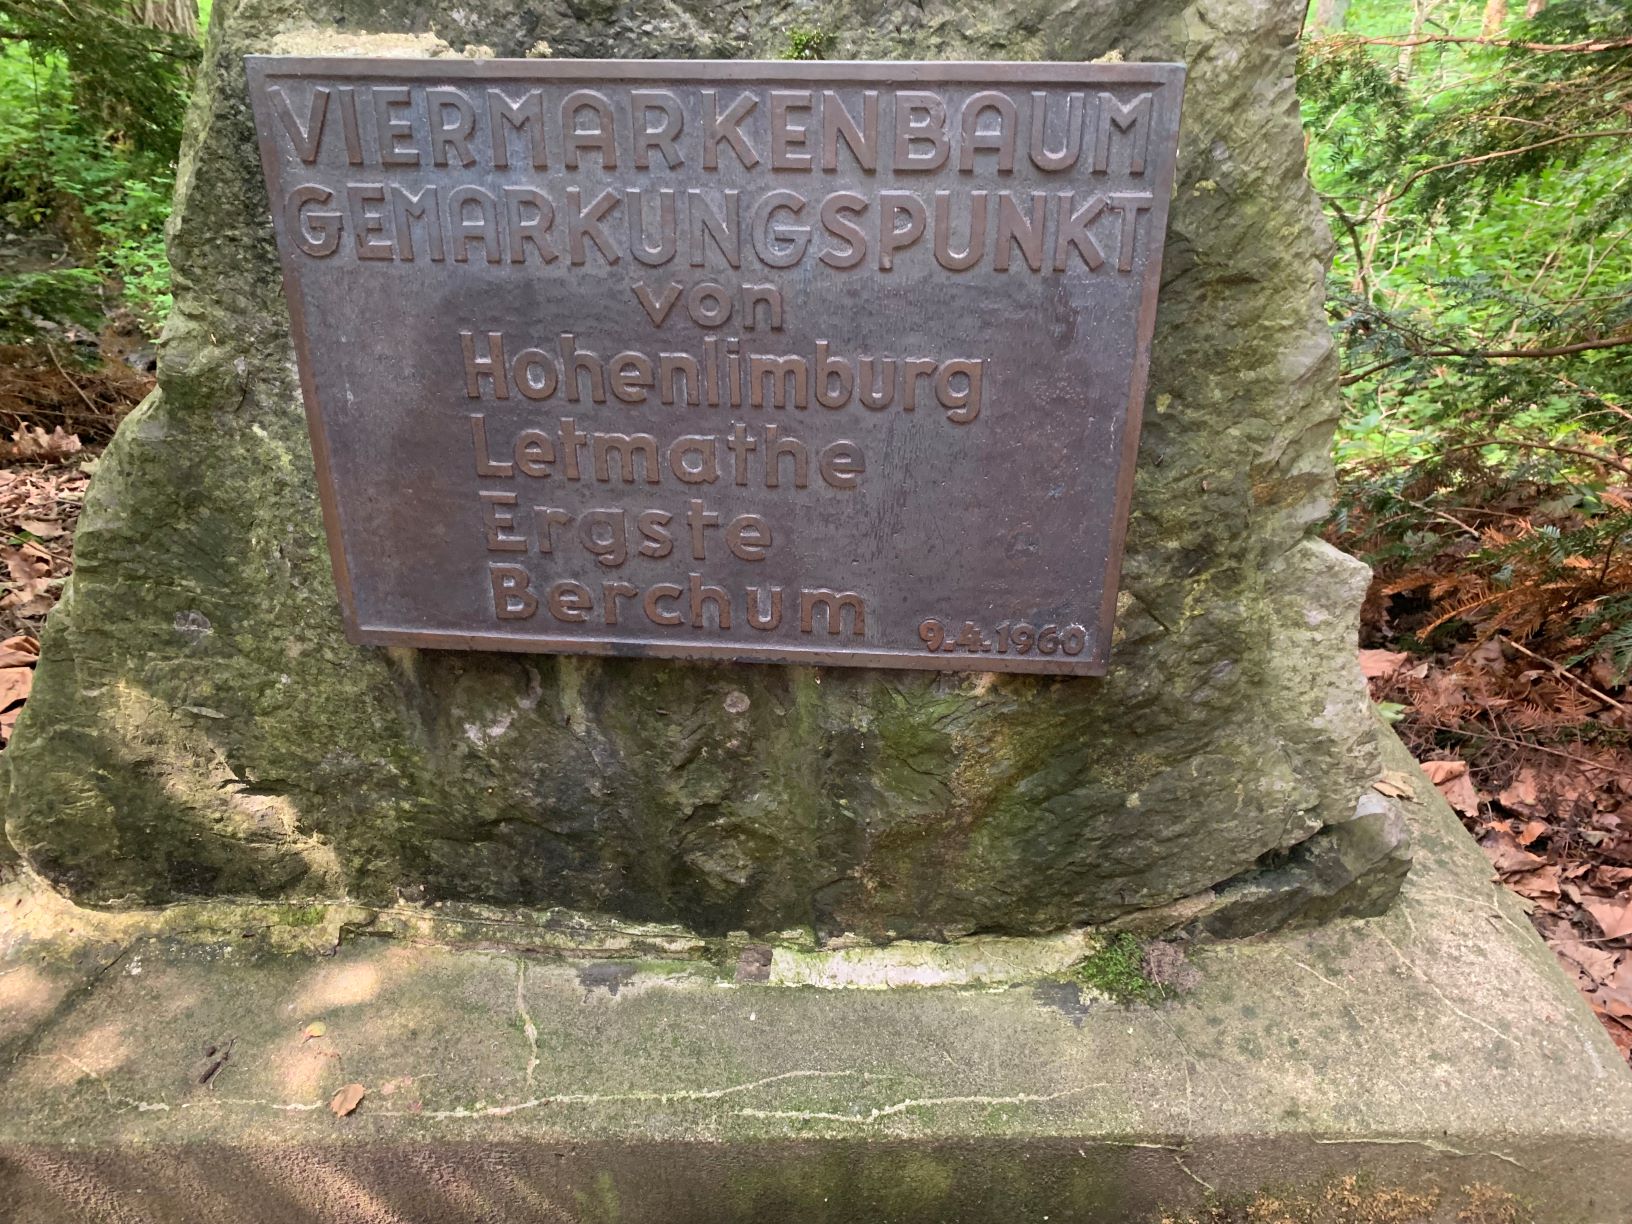 VIERMARKENBAUM
GEMARKUNGSPUNKT
von
Hohenlimburg
Letmathe
Ergste
Berchum
9.4.1960